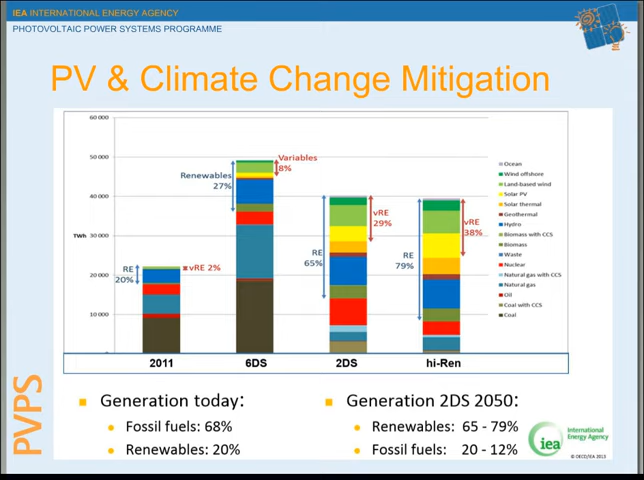 IEA INTERNATIONAL ENERGY AGENCY
PHOTOVOLTAIC POWER SYSTEMS PROGRAMME
PV & Climate Change Mitigation
60 000
50 000
40 000
TWh
30 000
20 000
10 000
RE
20%
vRE 2%
Renewables
27%
Variables
8%
RE
65%
vRE
29%
RE
79%
vRE
38%
Ocean
Wind offshore
Land-based wind
Solar PV
Solar thermal
Geothermal
Hydro
Biomass with CCS
Biomass
Waste
Nuclear
Natural gas with CCS
Natural gas
Oil
Coal with CCS
Coal
2011
6DS
2DS
hi-Ren
Generation today:
Fossil fuels: 68%
Renewables: 20%
Generation 2DS 2050:
Renewables: 65 - 79%
Fossil fuels: 20 - 12%
PVPS
iea
International
Energy Agency
© OECD/IEA 2013